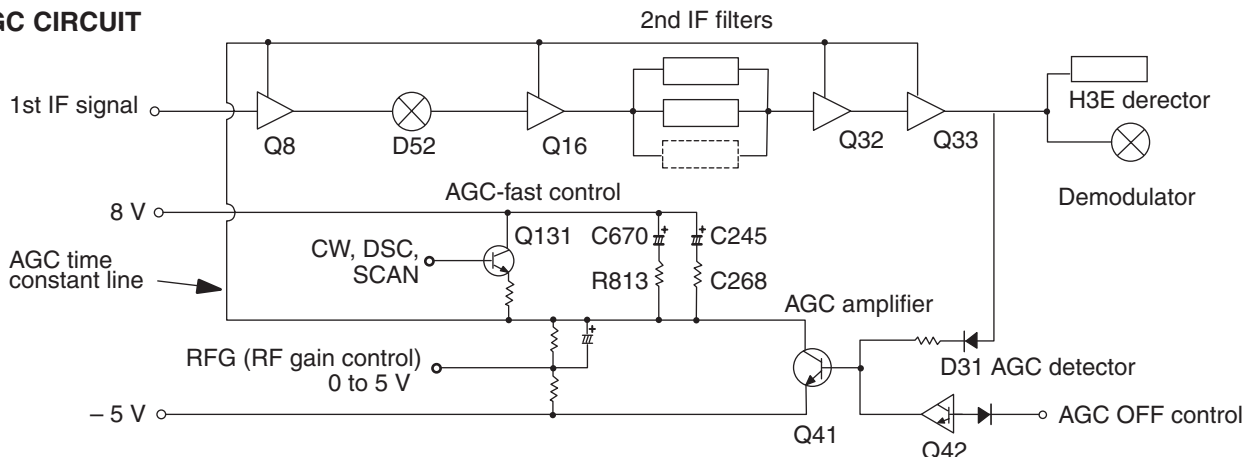 GC CIRCUIT
2nd IF filters
1st IF signal
Q8
D52
Q16
Q32
Q33
H3E derector
Demodulator
AGC-fast control
8 V
Q131
C670
C245
CW, DSC,
SCAN
R813
C268
AGC time
constant line
AGC amplifier
RFG (RF gain control)
0 to 5 V
D31 AGC detector
– 5 V
AGC OFF control
Q41
Q42